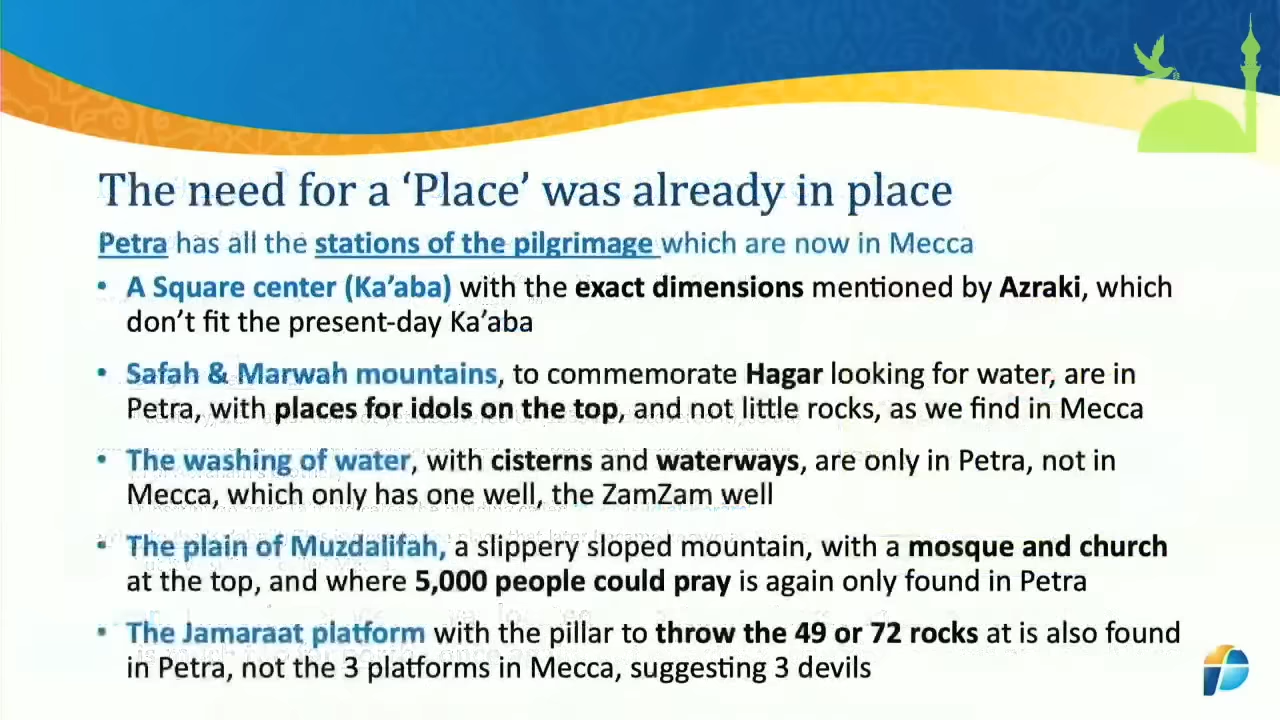 The need for a ‘Place’ was already in place
Petra has all the stations of the pilgrimage which are now in Mecca
• A Square center (Ka’aba) with the exact dimensions mentioned by Azraki, which
don’t fit the present-day Ka’aba
• Safah & Marwah mountains, to commemorate Hagar looking for water, are in
Petra, with places for idols on the top, and not little rocks, as we find in Mecca
• The washing of water, with cisterns and waterways, are only in Petra, not in
Mecca, which only has one well, the ZamZam well
• The plain of Muzdalifah, a slippery sloped mountain, with a mosque and church
at the top, and where 5,000 people could pray is again only found in Petra
• The Jamaraat platform with the pillar to throw the 49 or 72 rocks at is also found
in Petra, not the 3 platforms in Mecca, suggesting 3 devils